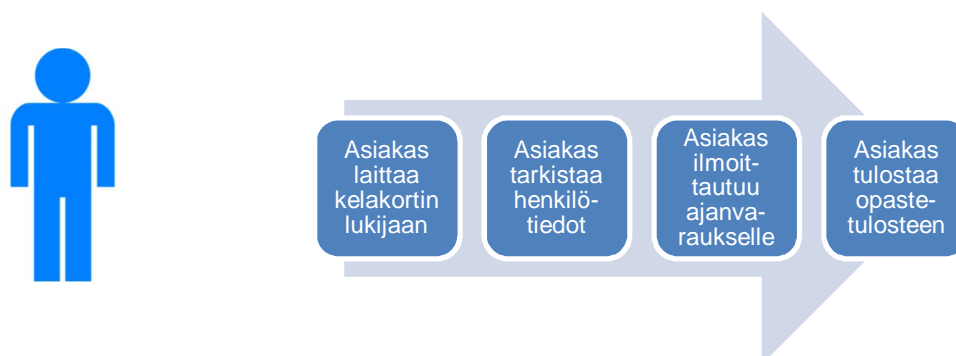 Asiakas
laittaa
kelakortin
lukijaan
Asiakas
tarkistaa
henkilö-
tiedot
Asiakas
ilmoit-
tautuu
ajanva-
raukselle
Asiakas
tulostaa
opaste-
tulosteen